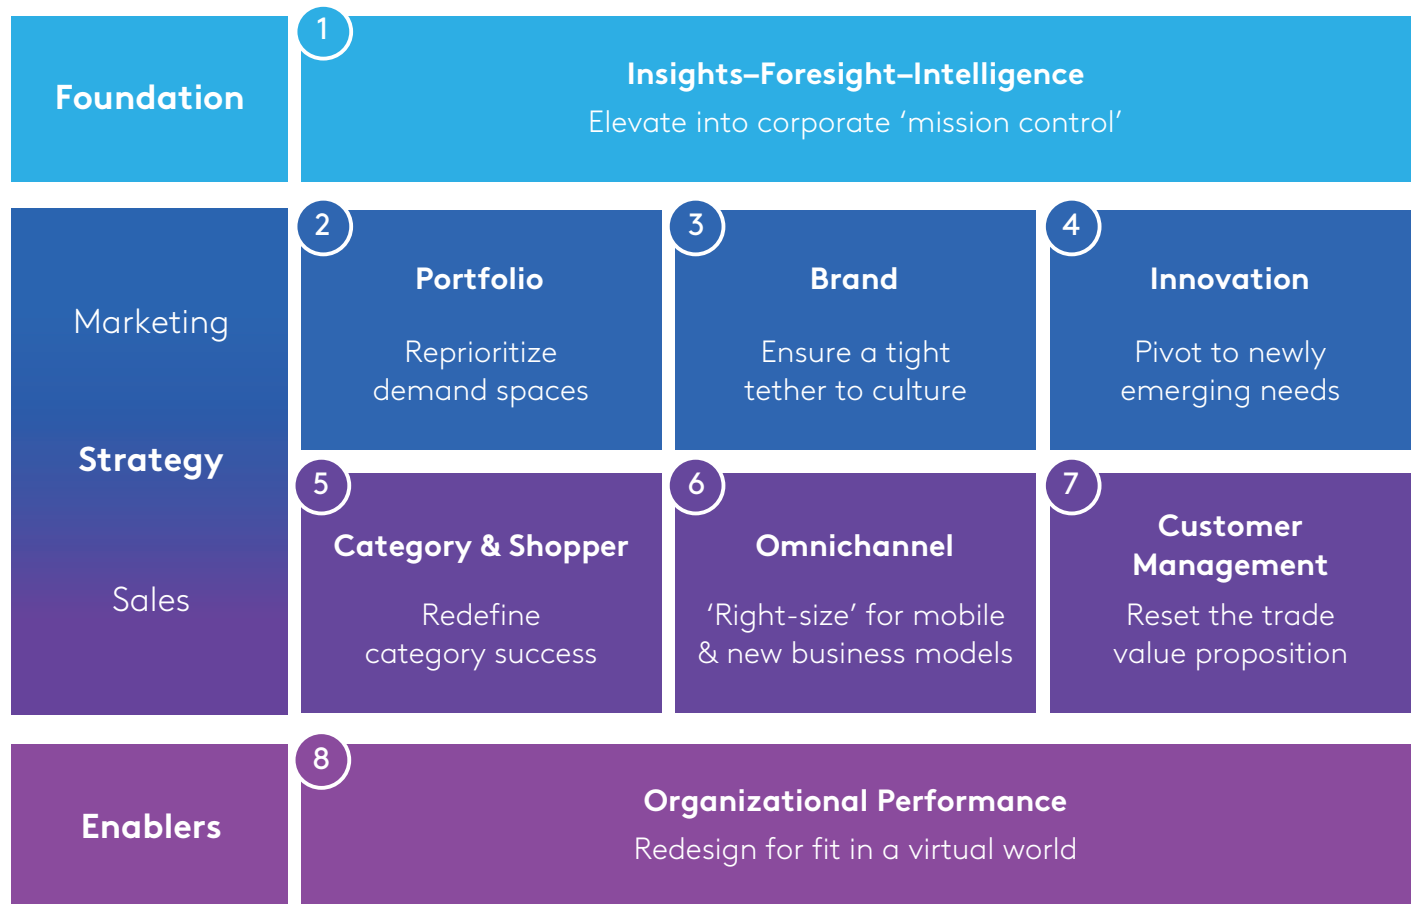 Foundation
1
Insights–Foresight–Intelligence
Elevate into corporate ‘mission control’
Marketing
Strategy
Sales
2
Portfolio
Reprioritize
demand spaces
3
Brand
Ensure a tight
tether to culture
4
Innovation
Pivot to newly
emerging needs
5
Category & Shopper
Redefine
category success
6
Omnichannel
‘Right-size’ for mobile
& new business models
7
Customer
Management
Reset the trade
value proposition
Enablers
8
Organizational Performance
Redesign for fit in a virtual world